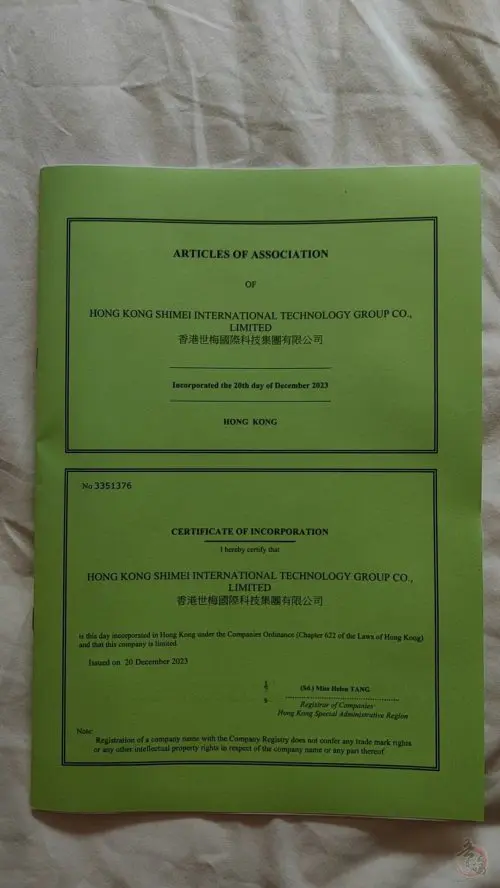 ARTICLES OF ASSOCIATION
OF
HONG KONG SHIMEI INTERNATIONAL TECHNOLOGY GROUP CO.,
LIMITED
香港世梅國際科技集團有限公司
Incorporated the 20th day of December 2023
HONG KONG
No 3351376
CERTIFICATE OF INCORPORATION
I hereby certify that
HONG KONG SHIMEI INTERNATIONAL TECHNOLOGY GROUP CO.,
LIMITED
香港世梅國際科技集團有限公司
is this day incorporated in Hong Kong under the Companies Ordinance (Chapter 622 of the Laws of Hong Kong)
and that this company is limited.
Issued on 20 December 2023
(Sd.) Miss Helen TANG
Registrar of Companies
Hong Kong Special Administrative Region
Note:
Registration of a company name with the Company Registry does not confer any trade mark rights
or any other intellectual property rights in respect of the company name or any part thereof.